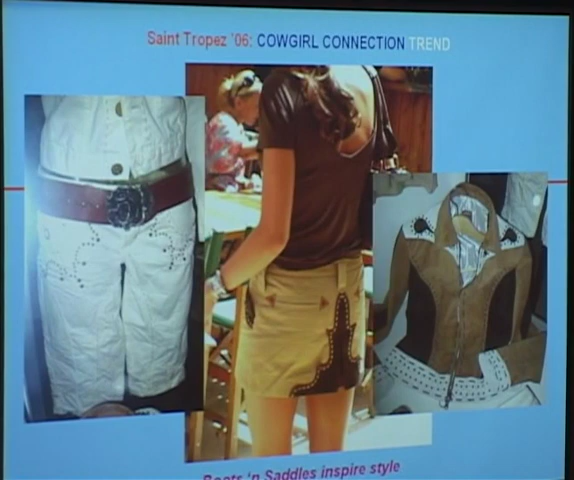 Saint Tropez '06: COWGIRL CONNECTION TREND
Boots 'n Saddles inspire style